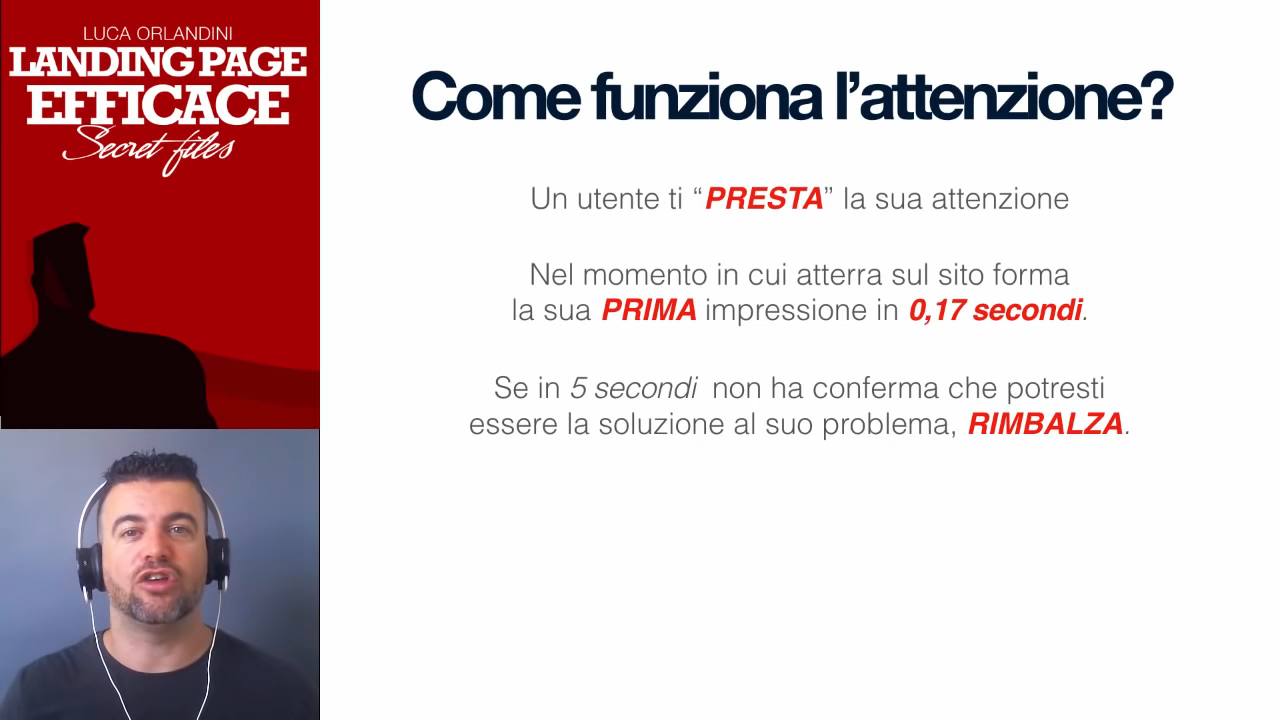 LUCA ORLANDINI
LANDING PAGE
EFFICACE
Secret files
Come funziona l’attenzione?
Un utente ti “PRESTA” la sua attenzione
Nel momento in cui atterra sul sito forma
la sua PRIMA impressione in 0,17 secondi.
Se in 5 secondi non ha conferma che potresti
essere la soluzione al suo problema, RIMBALZA.